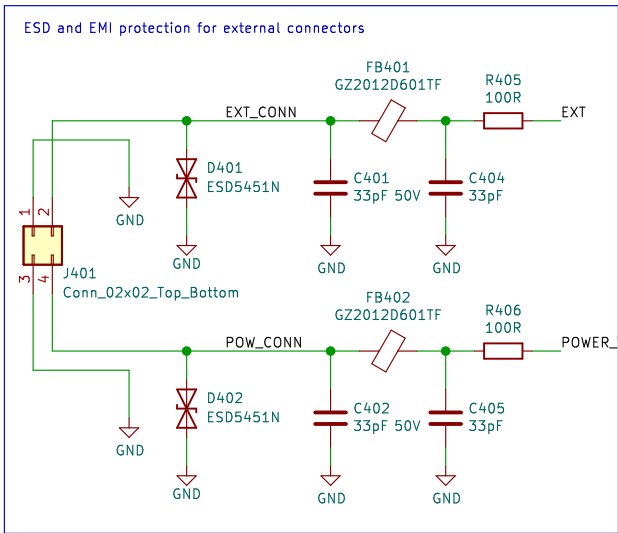 ESD and EMI protection for external connectors
FB401
GZ2012D601TF
R405
100R
EXT_CONN
EXT
D401
ESD5451N
C401
33pF 50V
C404
33pF
GND
GND
GND
GND
1
2
J401
3
4
Conn_02x02_Top_Bottom
FB402
GZ2012D601TF
R406
100R
POW_CONN
POWER_
D402
ESD5451N
C402
33pF 50V
C405
33pF
GND
GND
GND
GND